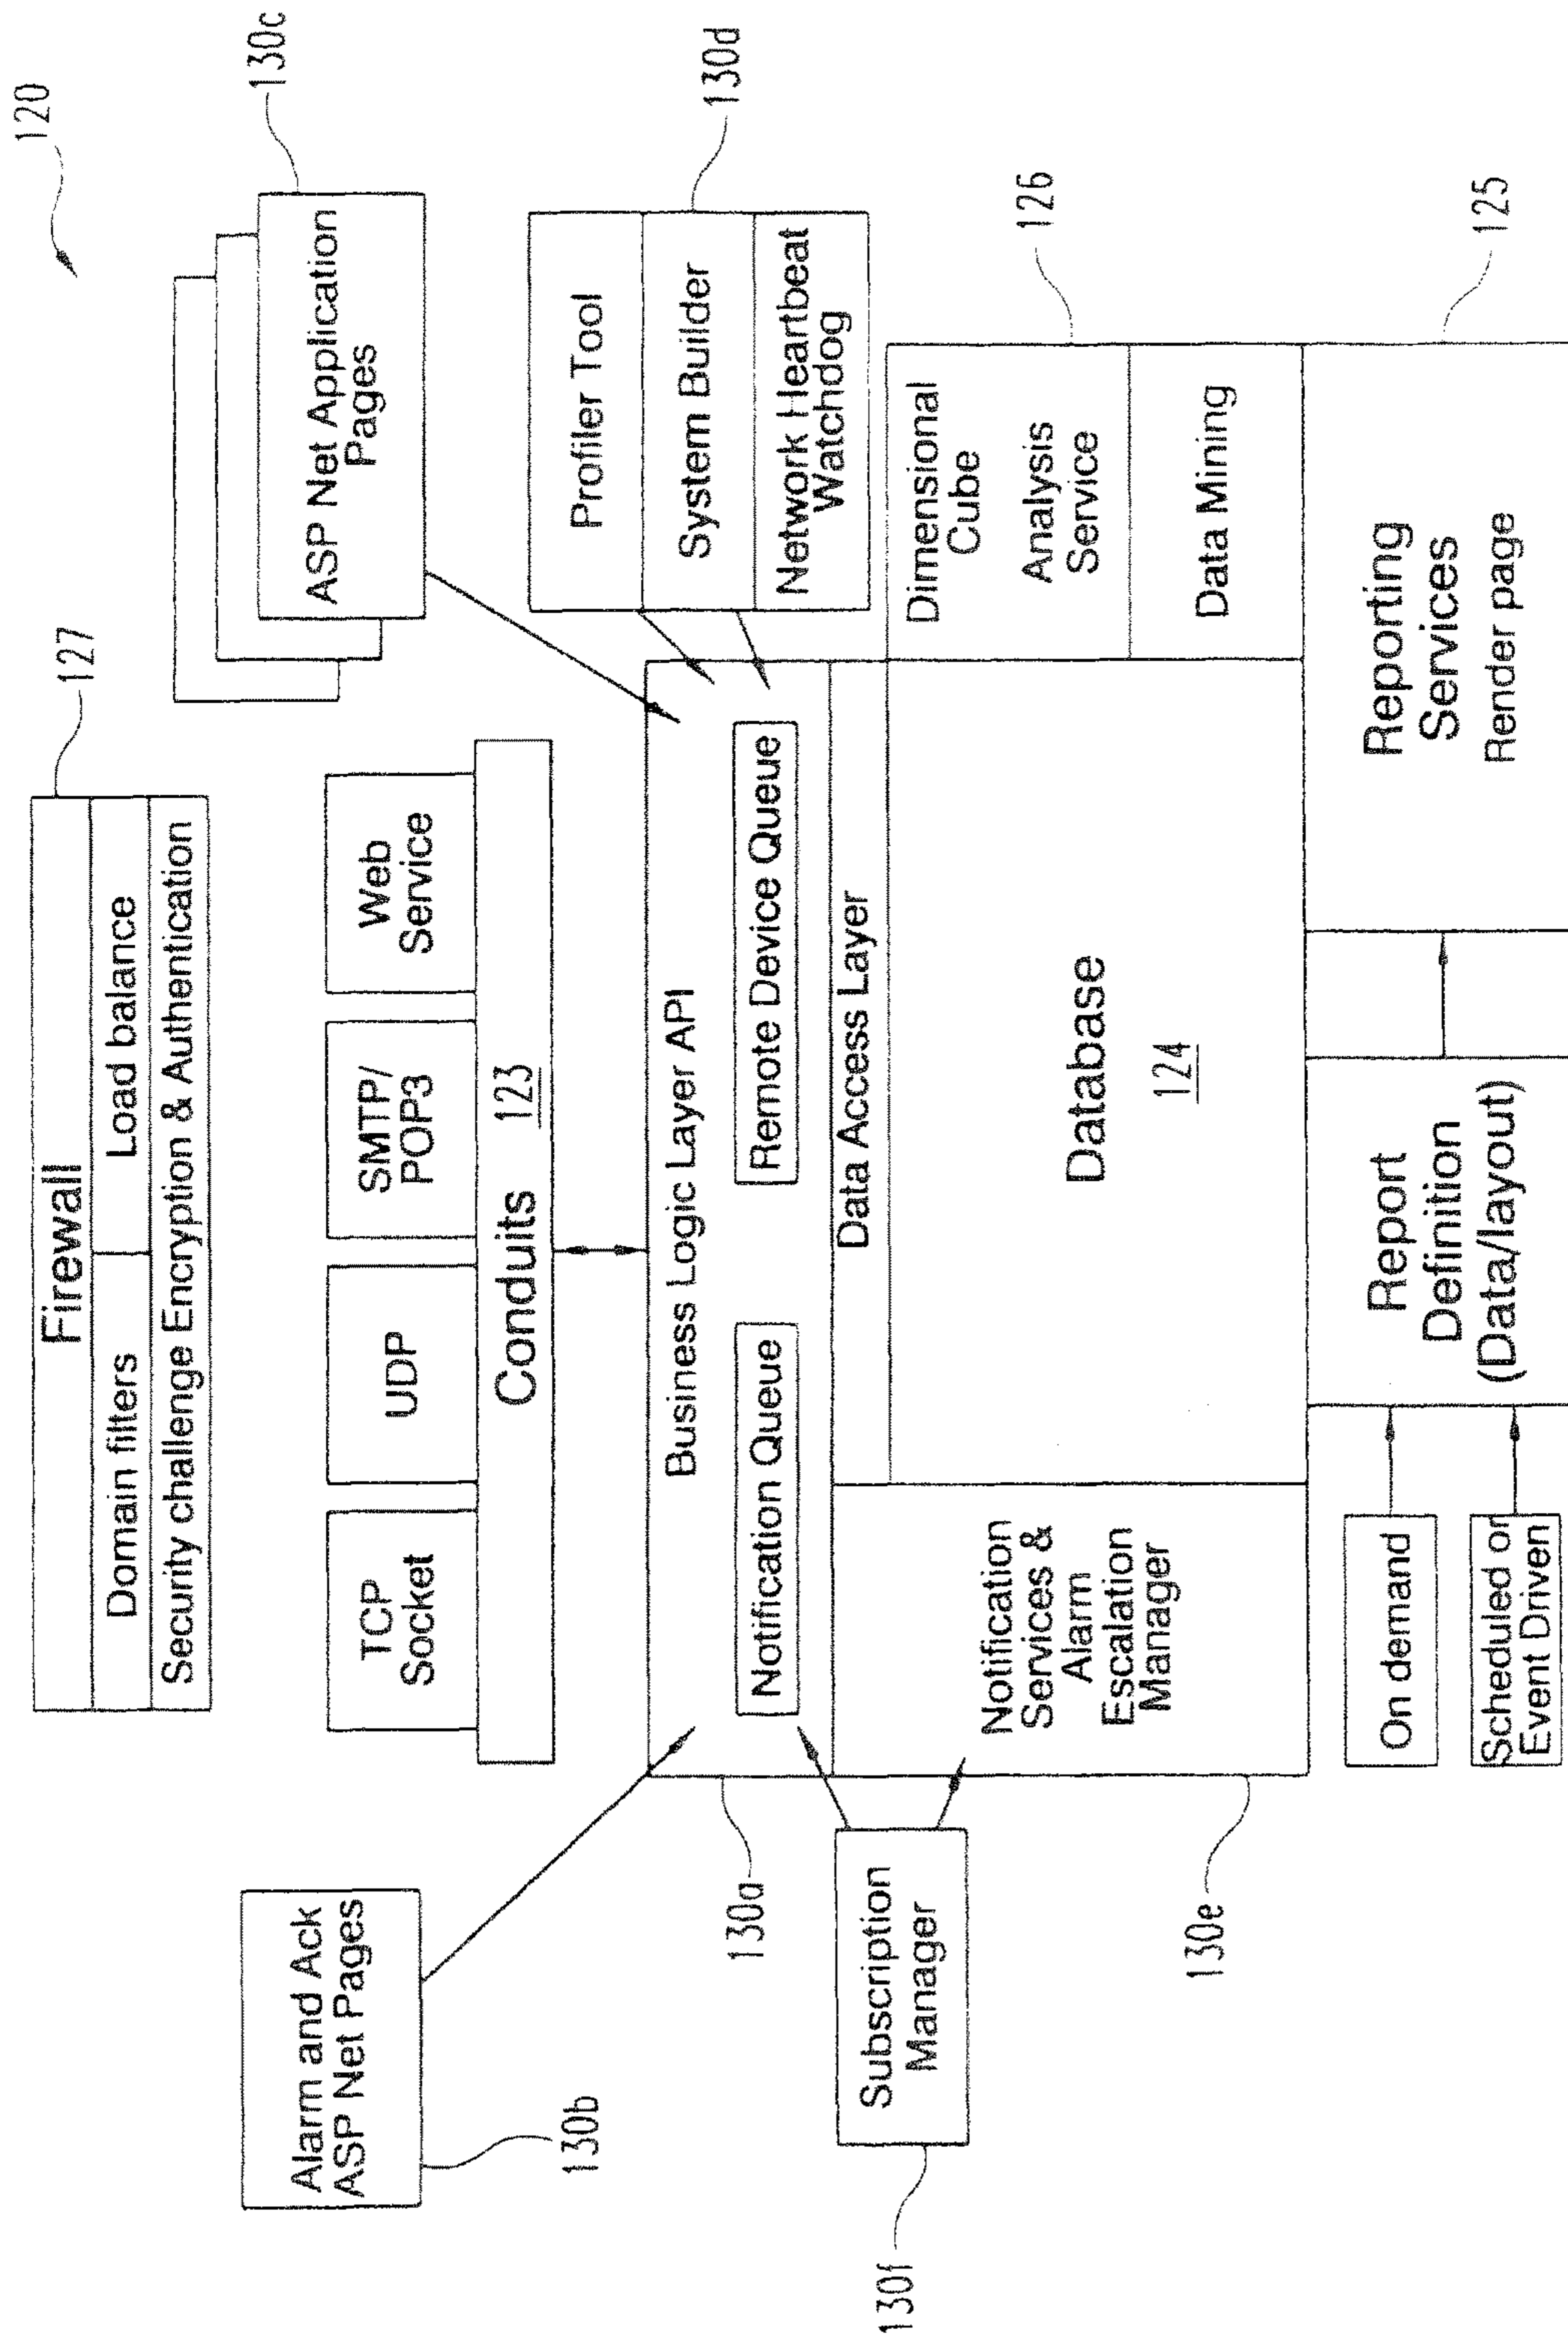 120
Firewall
127
Domain filters
Load balance
Security challenge Encryption & Authentication
130c
ASP Net Application
Pages
Alarm and Ack
ASP Net Pages
130b
TCP
Socket
UDP
SMTP/
POP3
Web
Service
Conduits
123
130d
Profiler Tool
System Builder
Network Heartbeat
Watchdog
Business Logic Layer API
Notification Queue
Remote Device Queue
130a
Data Access Layer
Subscription
Manager
130f
Notification
Services &
Alarm
Escalation
Manager
130e
Database
124
Dimensional
Cube
Analysis
Service
126
Data Mining
On demand
Scheduled or
Event Driven
Report
Definition
(Data/layout)
Reporting
Services
Render page
125